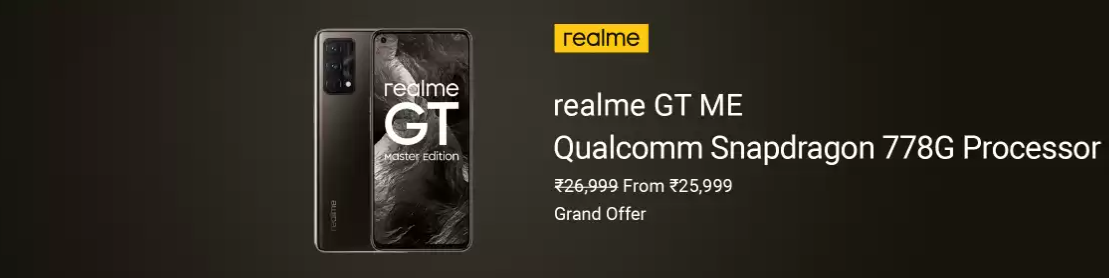 realme
GT
Master Edition
realme
realme
realme GT ME
Qualcomm Snapdragon 778G Processor
₹26,999 From ₹25,999
Grand Offer